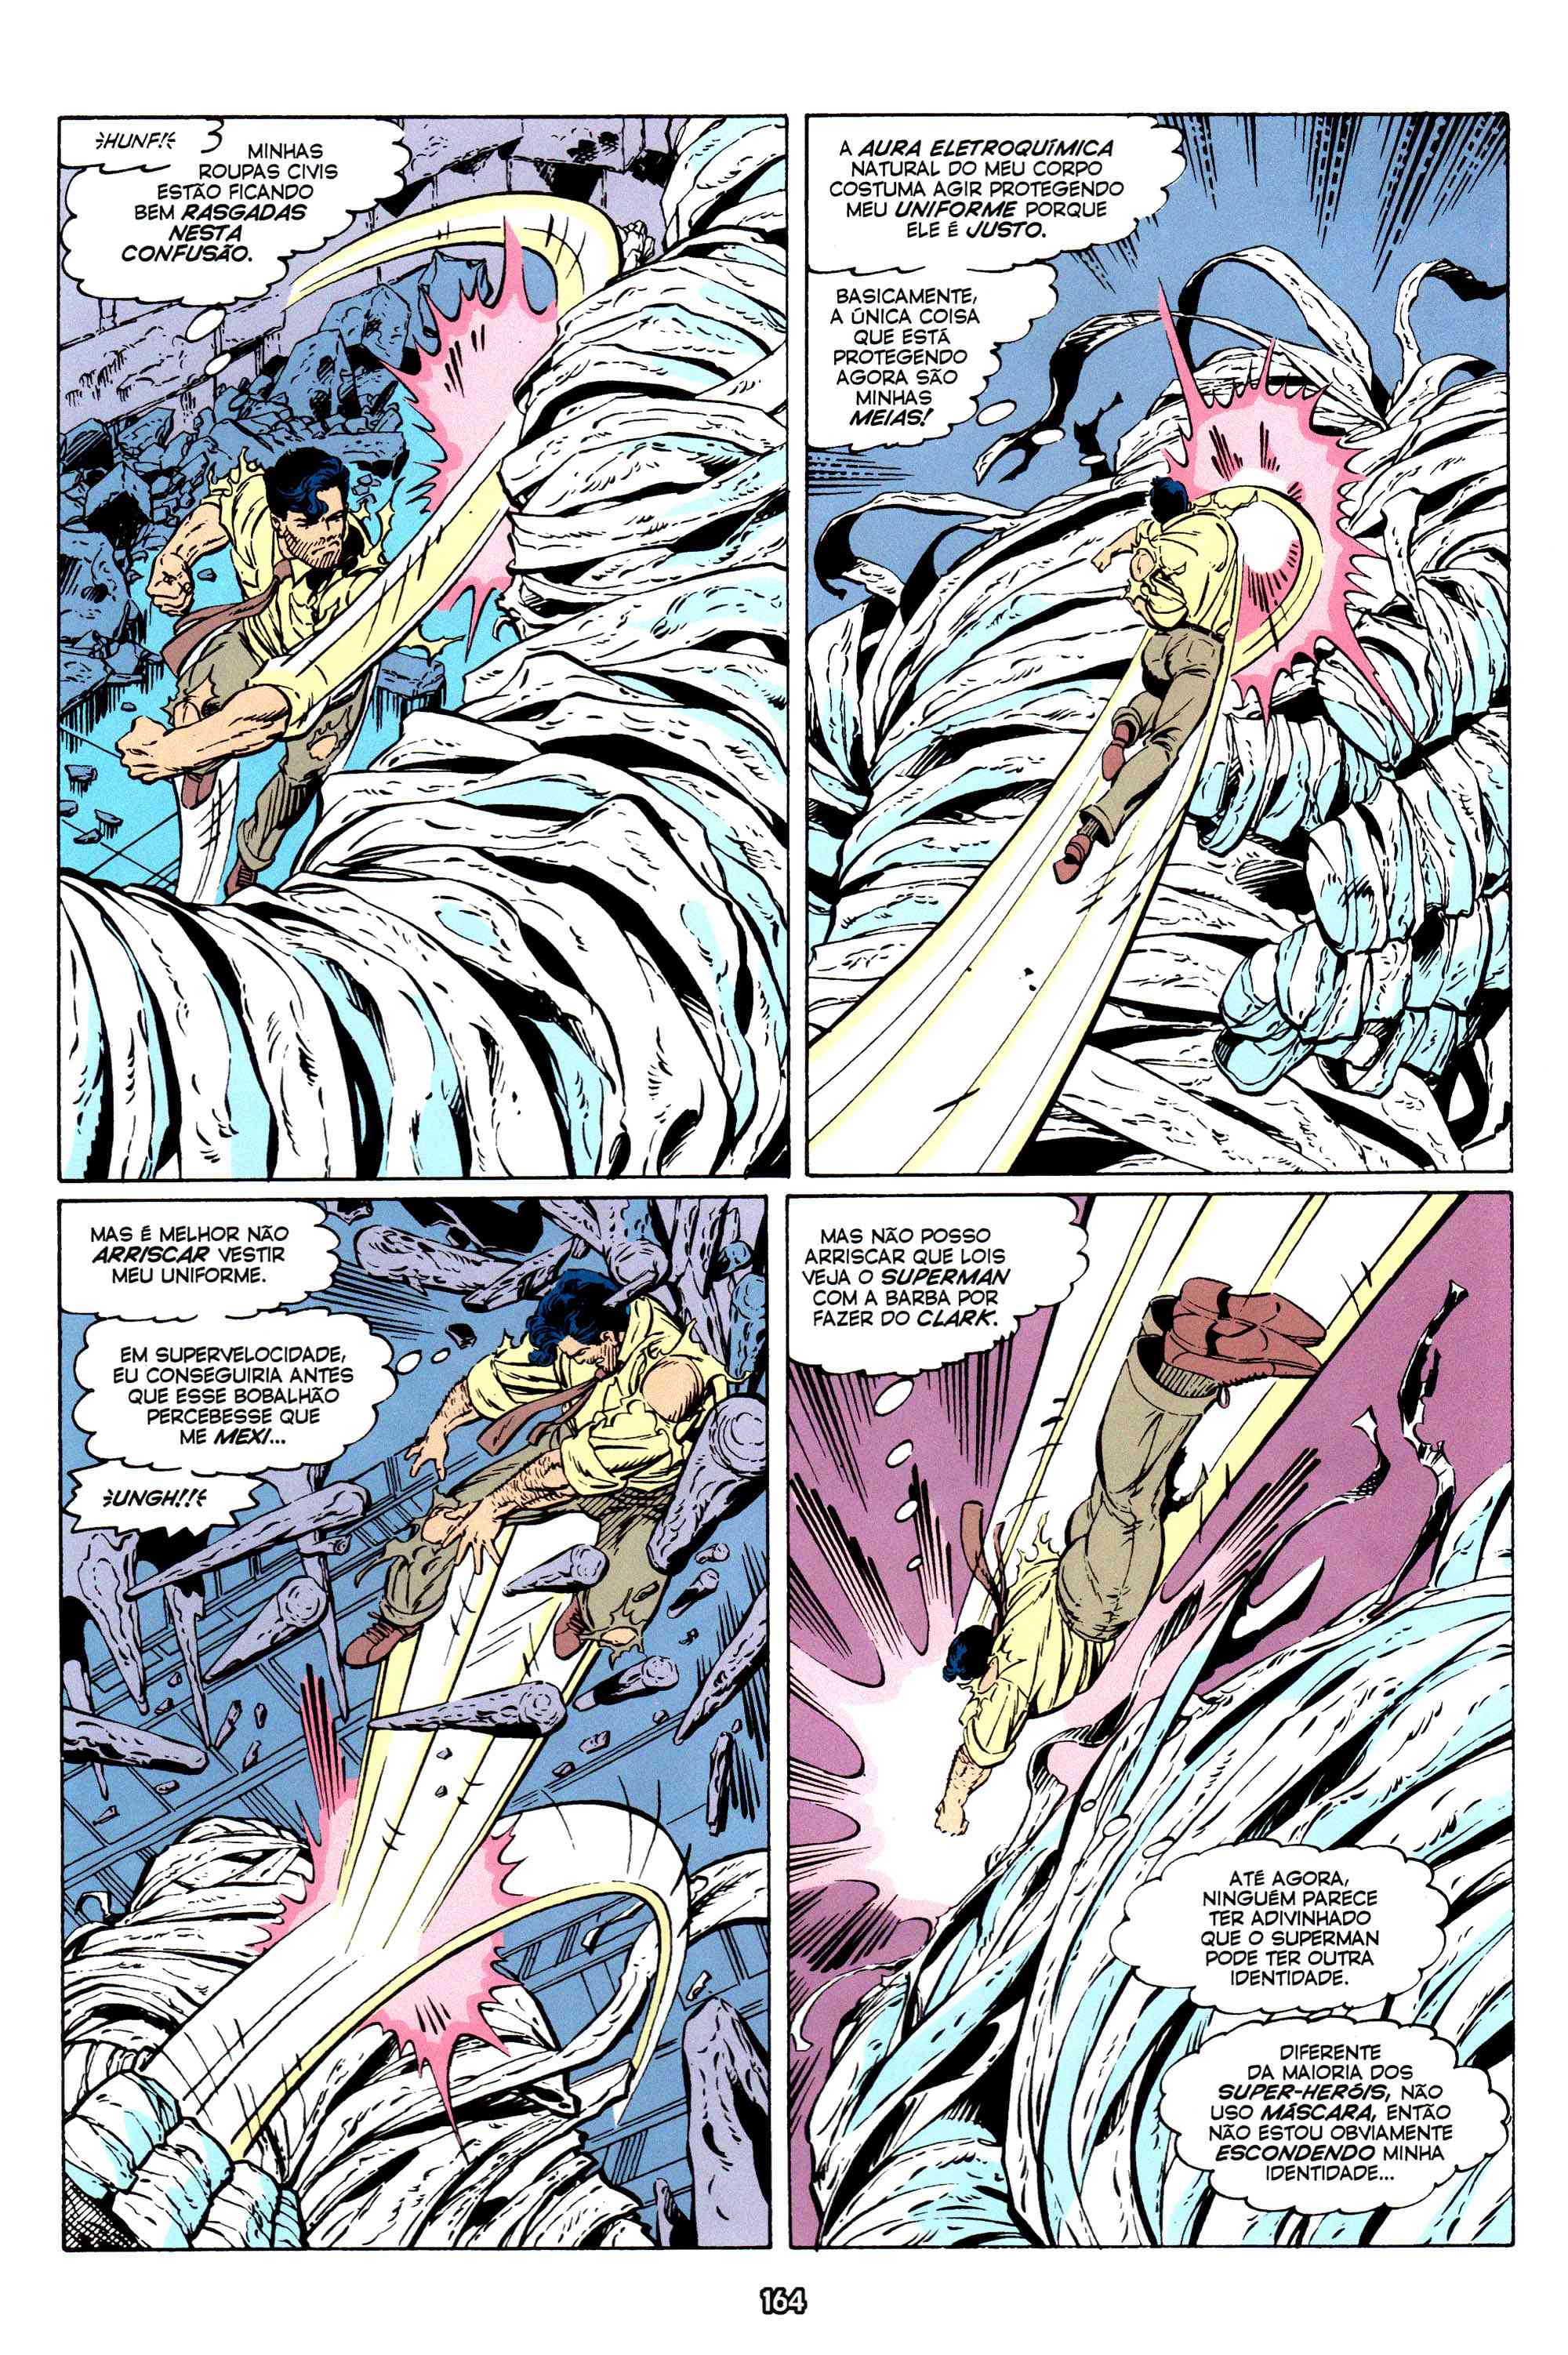 HUNF!
MINHAS
ROUPAS CIVIS
ESTÃO FICANDO
BEM RASGADAS
NESTA
CONFUSÃO.
A AURA ELETROQUÍMICA
NATURAL DO MEU CORPO
COSTUMA AGIR PROTEGENDO
MEU UNIFORME PORQUE
ELE É JUSTO.
BASICAMENTE,
A ÚNICA COISA
QUE ESTÁ
PROTEGENDO
AGORA SÃO
MINHAS
MEIAS!
MAS É MELHOR NÃO
ARRISCAR VESTIR
MEU UNIFORME.
EM SUPERVELOCIDADE,
EU CONSEGUIRIA ANTES
QUE ESSE BOBALHÃO
PERCEBESSE QUE
ME MEXI...
UNGH!!
MAS NÃO POSSO
ARRISCAR QUE LOIS
VEJA O SUPERMAN
COM A BARBA POR
FAZER DO CLARK.
ATÉ AGORA,
NINGUÉM PARECE
TER ADIVINHADO
QUE O SUPERMAN
PODE TER OUTRA
IDENTIDADE.
DIFERENTE
DA MAIORIA DOS
SUPER-HERÓIS, NÃO
USO MÁSCARA, ENTÃO
NÃO ESTOU OBVIAMENTE
ESCONDENDO MINHA
IDENTIDADE...
164